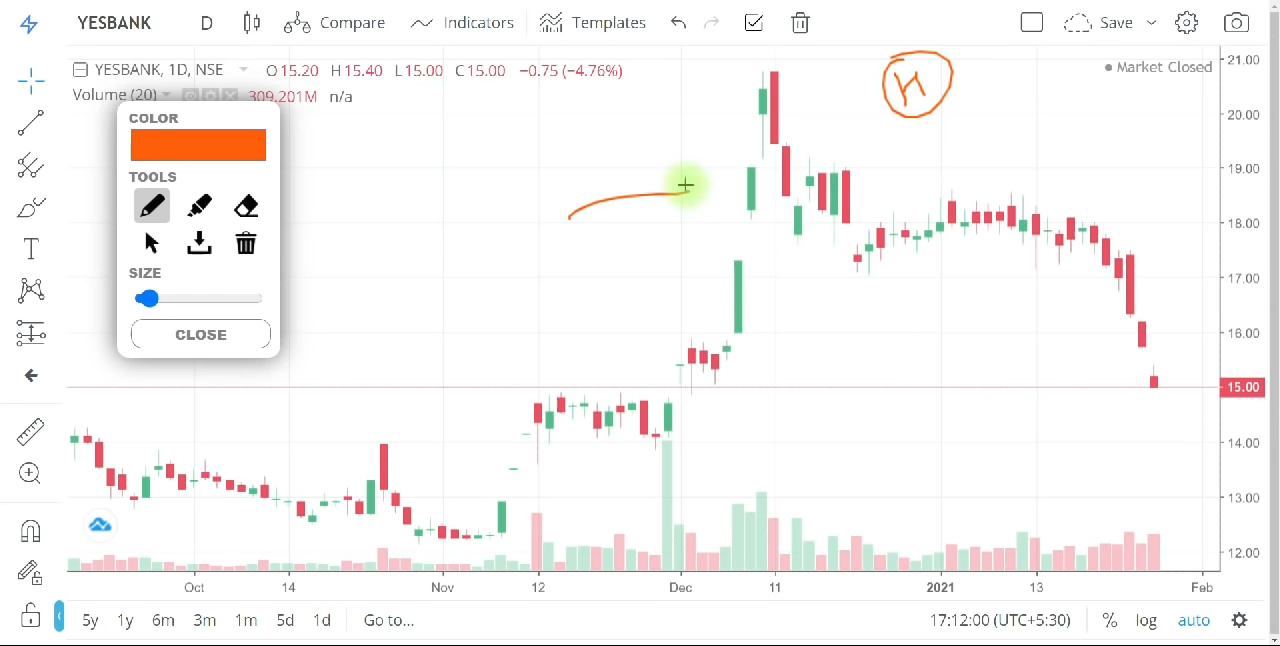 YESBANK D Compare Indicators Templates Save
YESBANK, 1D, NSE O15.20 H15.40 L15.00 C15.00 −0.75 (−4.76%)
Market Closed
Volume (20) 309.201M n/a
COLOR
TOOLS
SIZE
CLOSE
T
21.00
20.00
19.00
18.00
17.00
16.00
15.00
14.00
13.00
12.00
Oct 14 Nov 12 Dec 11 2021 13 Feb
5y 1y 6m 3m 1m 5d 1d Go to... 17:12:00 (UTC+5:30) % log auto